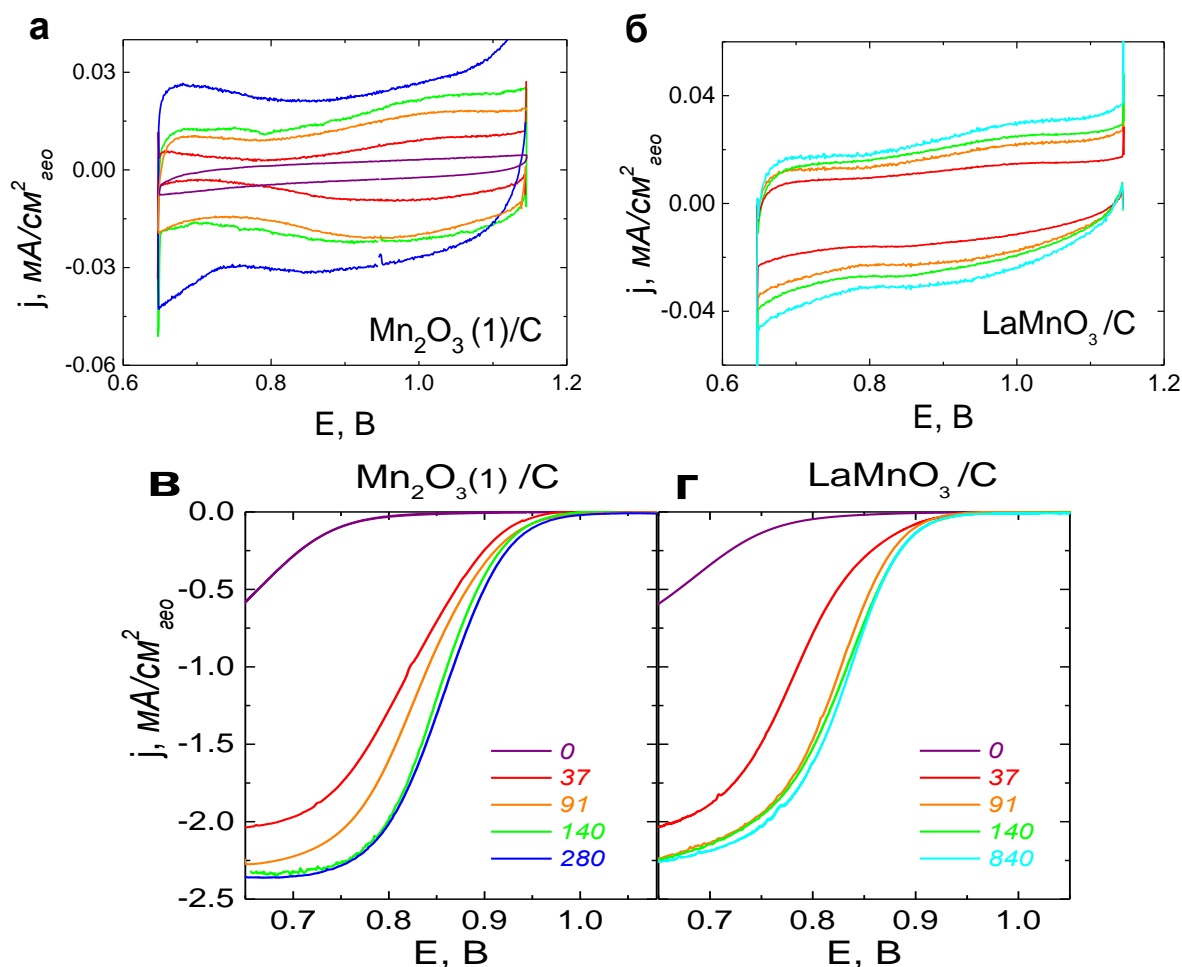 а
j, мА/см²гео
0.03
0.00
-0.03
-0.06
0.6 0.8 1.0 1.2
E, В
Mn₂O₃ (1)/C
б
j, мА/см²гео
0.04
0.00
-0.04
0.6 0.8 1.0 1.2
E, В
LaMnO₃ /C
в
Mn₂O₃(1) /C
j, мА/см²гео
0.0
-0.5
-1.0
-1.5
-2.0
-2.5
0.7 0.8 0.9 1.0
E, В
0
37
91
140
280
г
LaMnO₃ /C
0.7 0.8 0.9 1.0
E, В
0
37
91
140
840